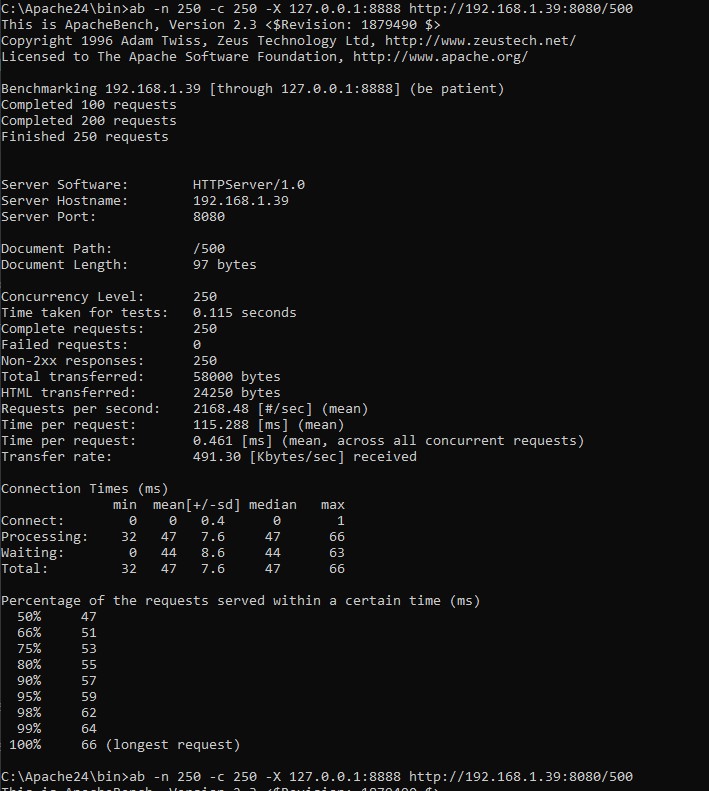 C:\Apache24\bin>ab -n 250 -c 250 -X 127.0.0.1:8888 http://192.168.1.39:8080/500
This is ApacheBench, Version 2.3 <$Revision: 1879490 $>
Copyright 1996 Adam Twiss, Zeus Technology Ltd, http://www.zeustech.net/
Licensed to The Apache Software Foundation, http://www.apache.org/
Benchmarking 192.168.1.39 [through 127.0.0.1:8888] (be patient)
Completed 100 requests
Completed 200 requests
Finished 250 requests
Server Software:        HTTPServer/1.0
Server Hostname:        192.168.1.39
Server Port:            8080
Document Path:          /500
Document Length:        97 bytes
Concurrency Level:      250
Time taken for tests:   0.115 seconds
Complete requests:      250
Failed requests:        0
Non-2xx responses:      250
Total transferred:      58000 bytes
HTML transferred:       24250 bytes
Requests per second:    2168.48 [#/sec] (mean)
Time per request:       115.288 [ms] (mean)
Time per request:       0.461 [ms] (mean, across all concurrent requests)
Transfer rate:          491.30 [Kbytes/sec] received
Connection Times (ms)
              min  mean[+/-sd] median   max
Connect:        0    0   0.4      0       1
Processing:    32   47   7.6     47      66
Waiting:        0   44   8.6     44      63
Total:         32   47   7.6     47      66
Percentage of the requests served within a certain time (ms)
  50%     47
  66%     51
  75%     53
  80%     55
  90%     57
  95%     59
  98%     62
  99%     64
 100%     66 (longest request)
C:\Apache24\bin>ab -n 250 -c 250 -X 127.0.0.1:8888 http://192.168.1.39:8080/500
This is ApacheBench, Version 2.3 <$Revision: 1879490 $>